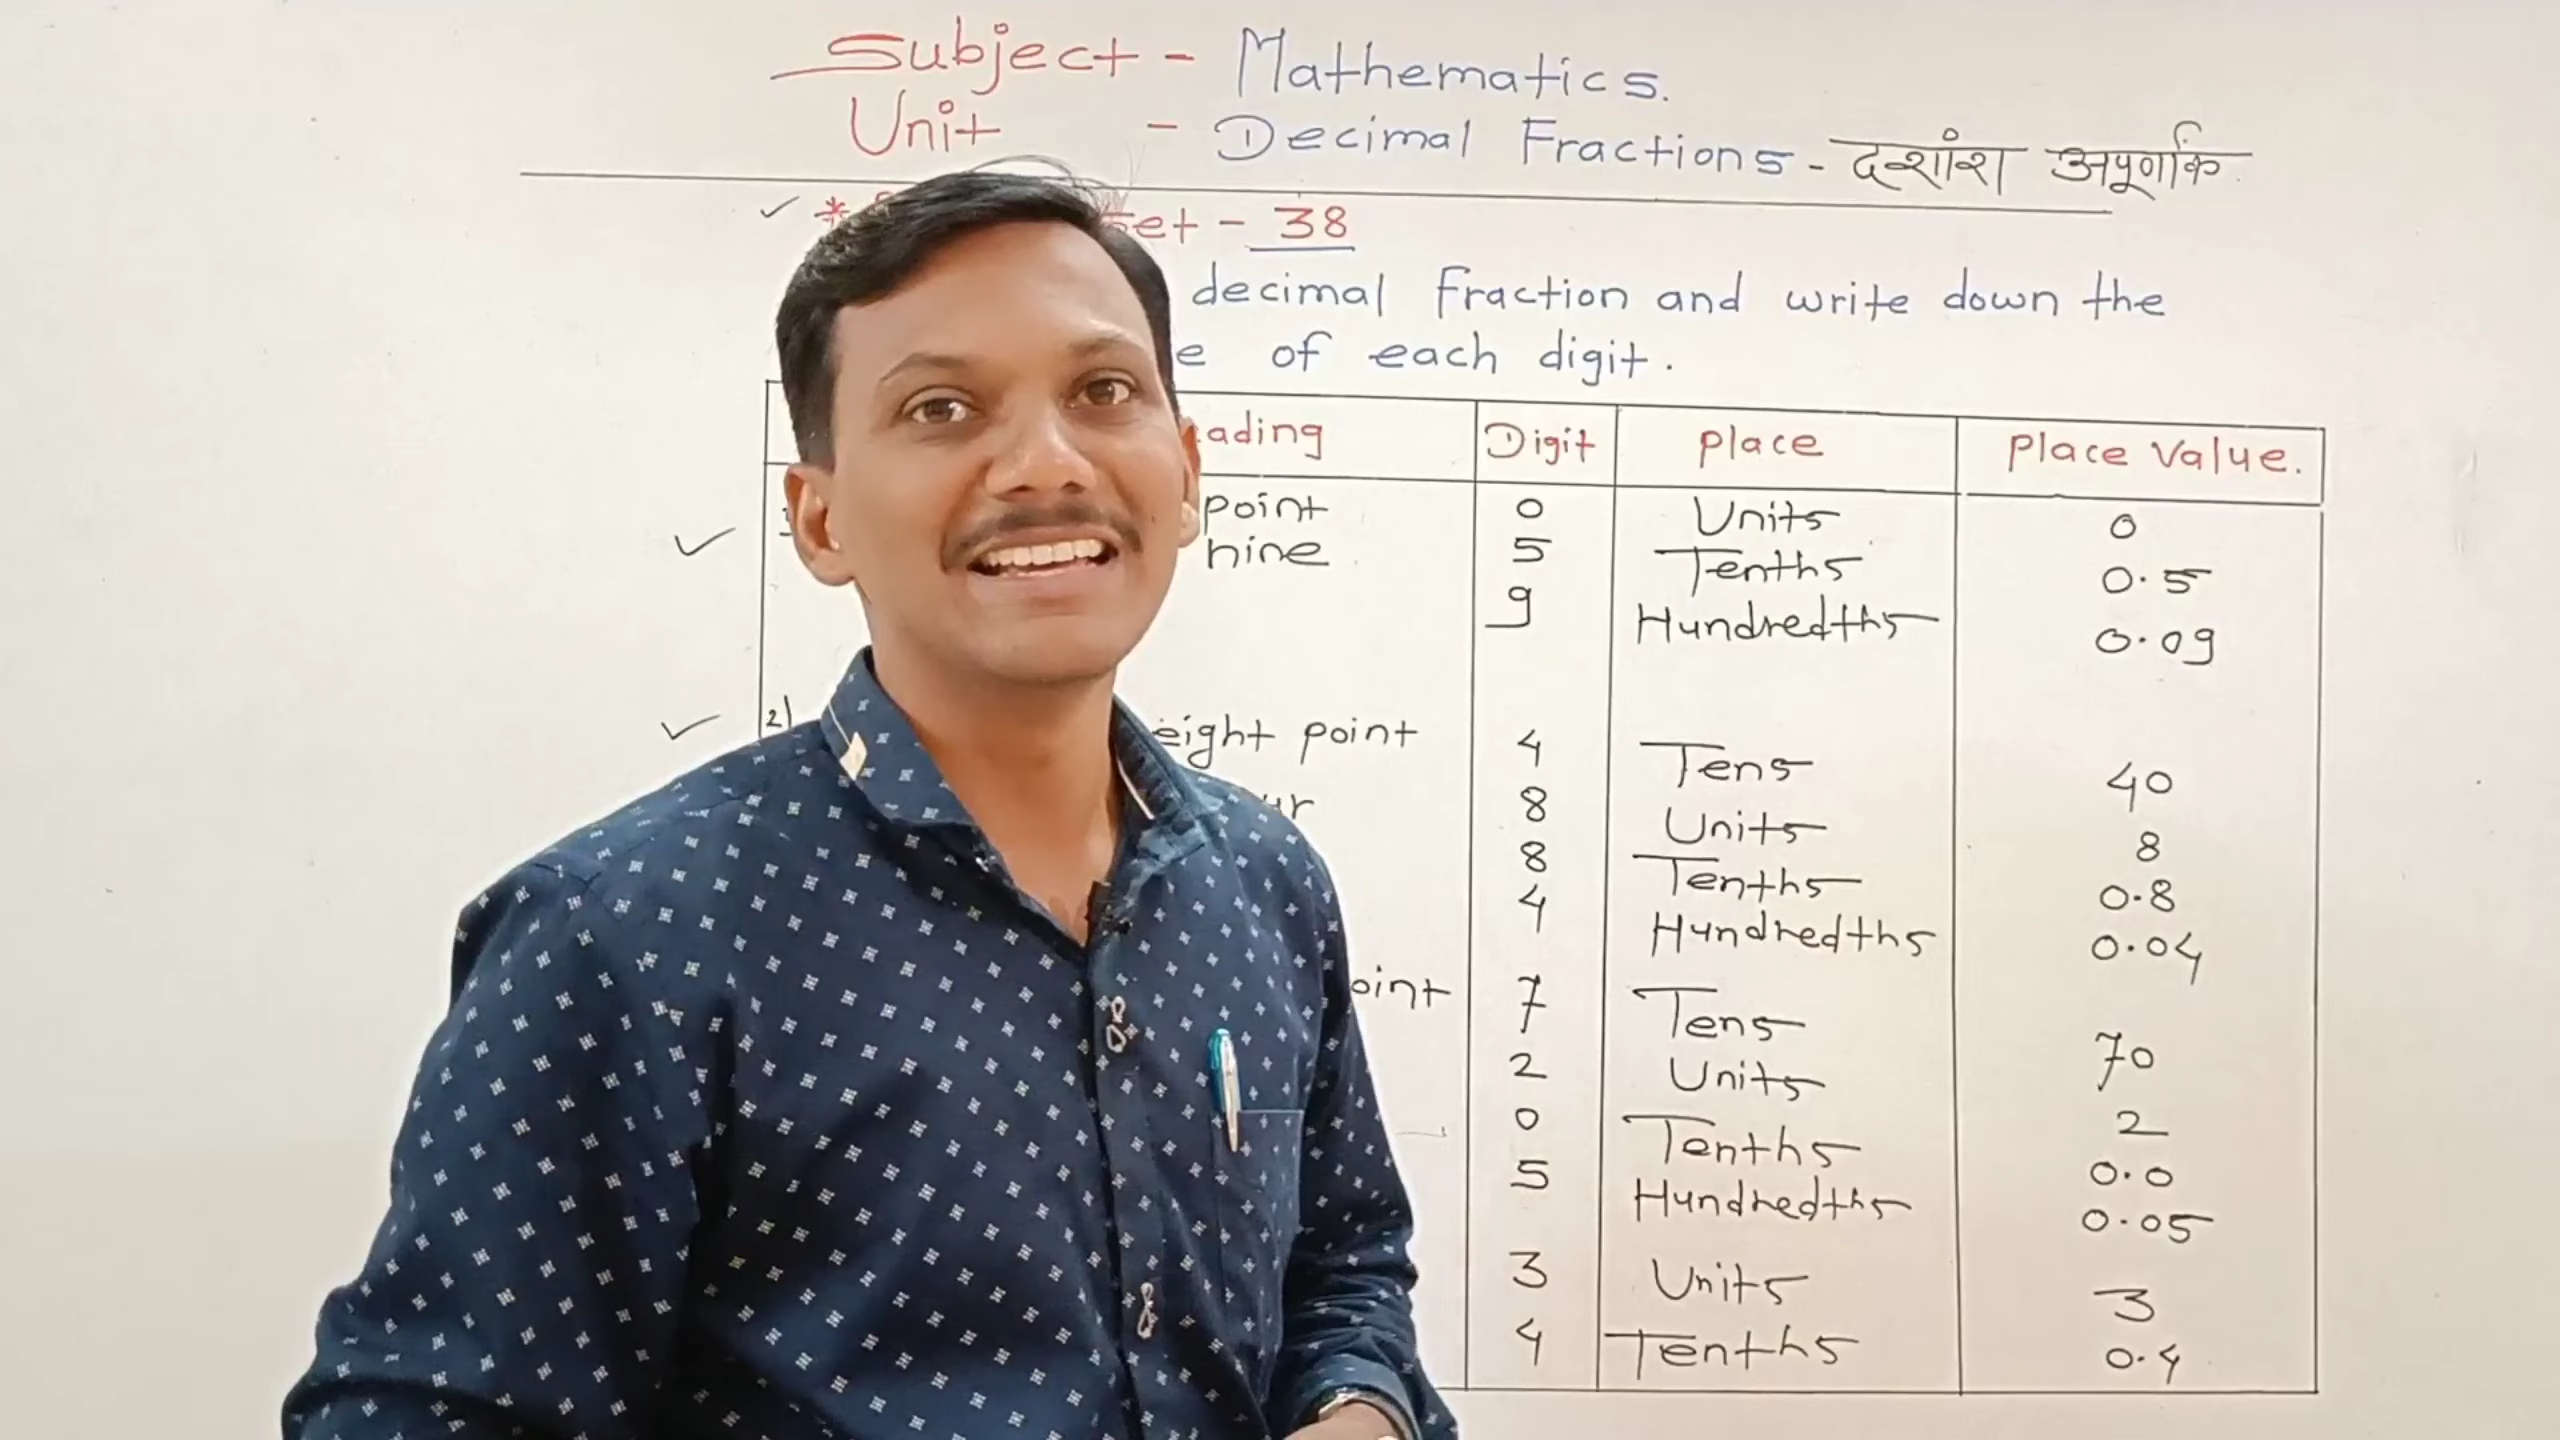 Subject - Mathematics.
Unit - Decimal Fractions - दशांश अपूर्णांक
* set - 38
decimal fraction and write down the
of each digit.
Digit Place Place Value.
point 0 Units 0
nine 5 Tenths 0.5
9 Hundredths 0.09
2) eight point 4 Tens 40
8 Units 8
8 Tenths 0.8
4 Hundredths 0.04
7 Tens 70
2 Units 2
0 Tenths 0.0
5 Hundredths 0.05
3 Units 3
4 Tenths 0.4